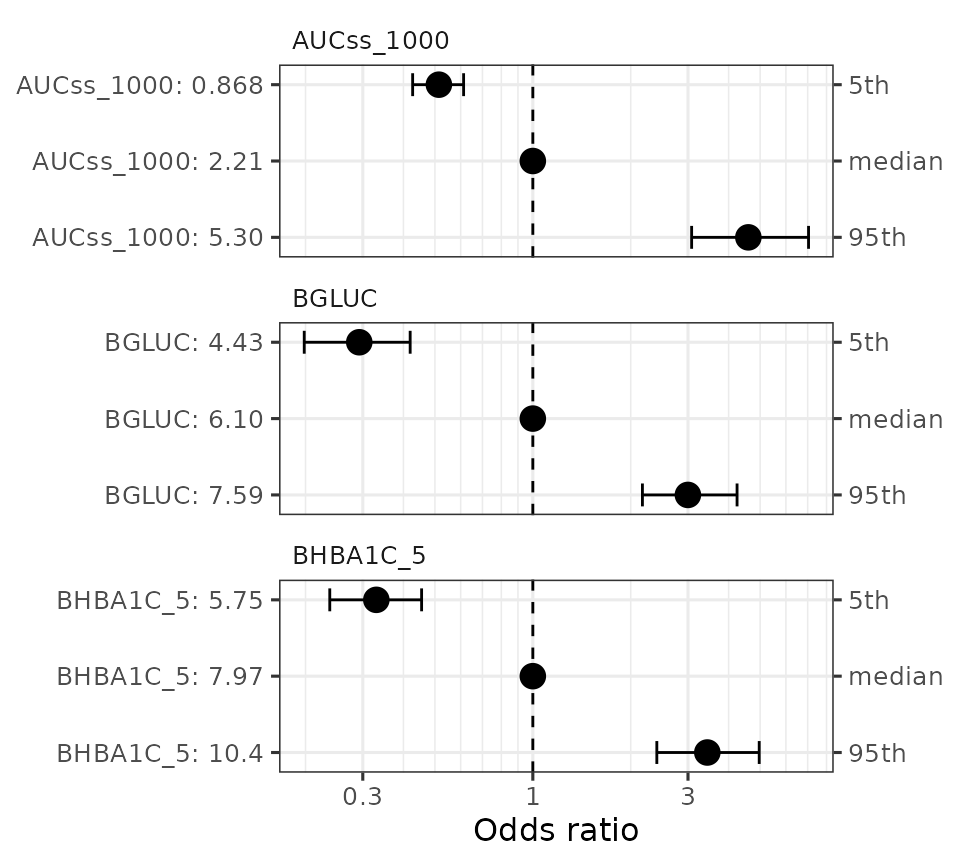 AUCss_1000
AUCss_1000: 0.868 5th
AUCss_1000: 2.21 median
AUCss_1000: 5.30 95th
BGLUC
BGLUC: 4.43 5th
BGLUC: 6.10 median
BGLUC: 7.59 95th
BHBA1C_5
BHBA1C_5: 5.75 5th
BHBA1C_5: 7.97 median
BHBA1C_5: 10.4 95th
0.3 1 3
Odds ratio